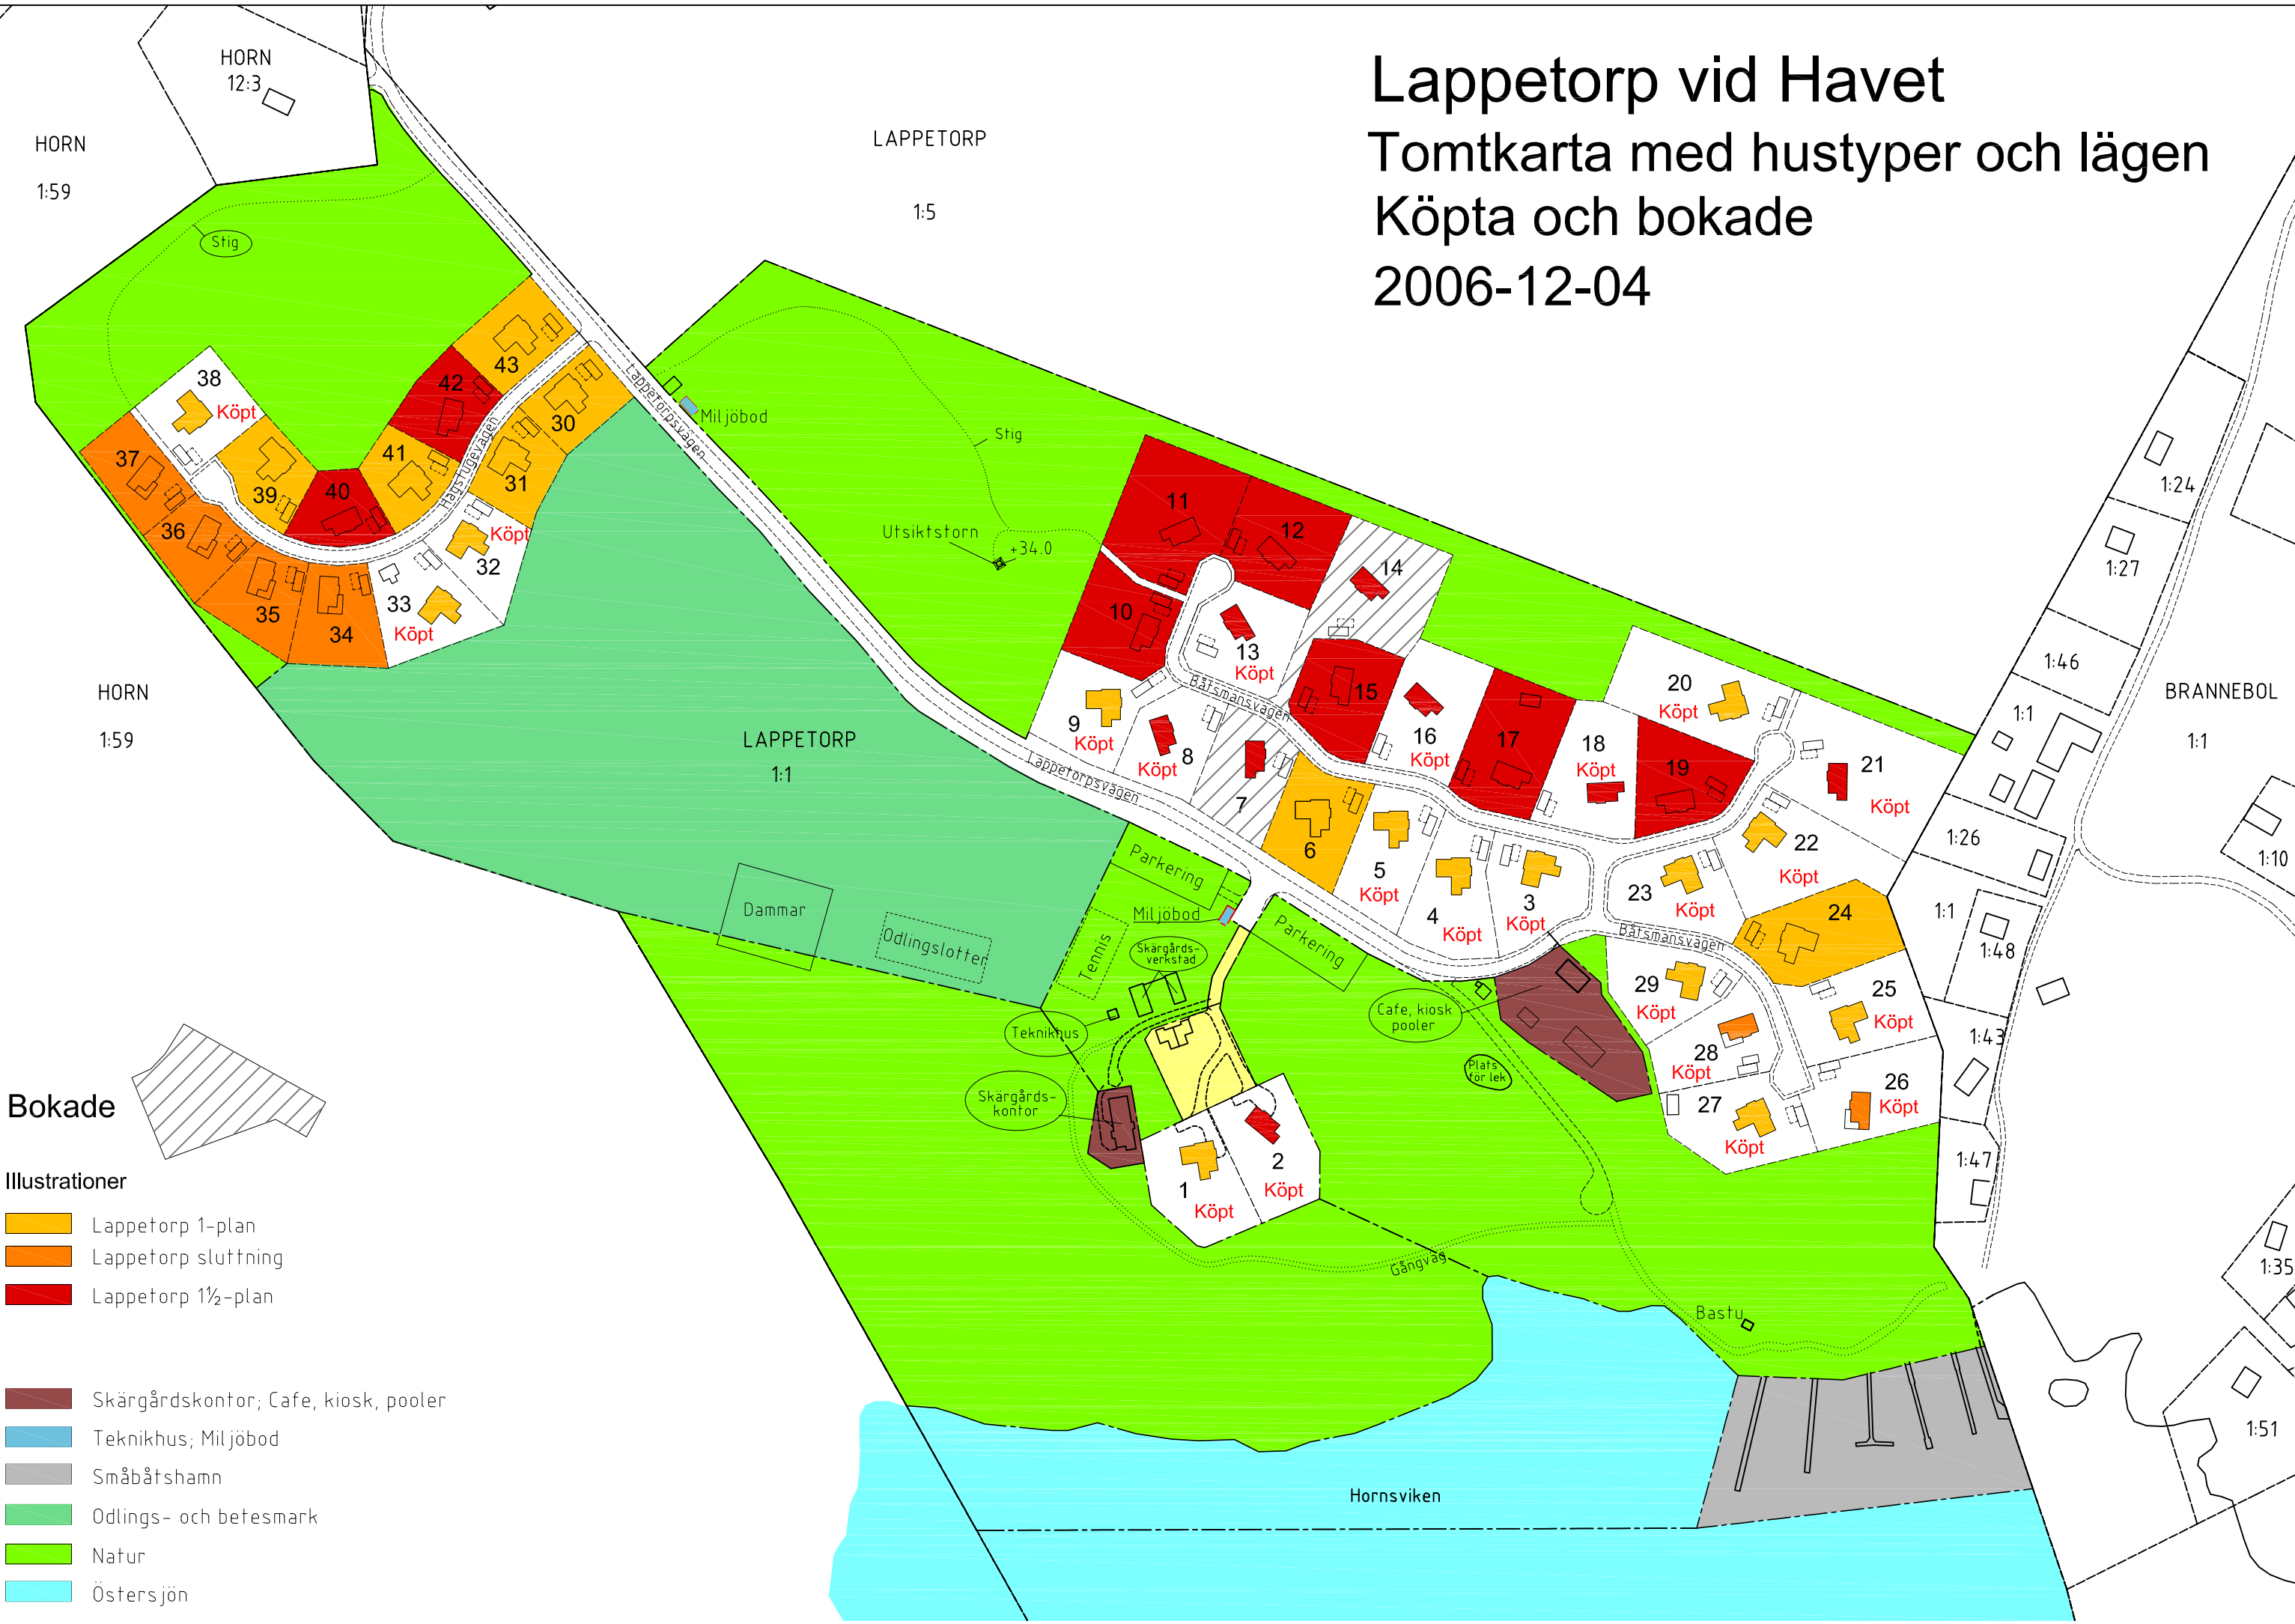 Lappetorp vid Havet
Tomtkarta med hustyper och lägen
Köpta och bokade
2006-12-04
HORN
12:3
HORN
1:59
LAPPETORP
1:5
Stig
38
Köpt
37
36
35
34
39
40
41
42
43
30
31
32
Köpt
33
Köpt
Hagstugevägen
Lappetorpsvägen
Miljöbod
Stig
Utsiktstorn
+34.0
HORN
1:59
LAPPETORP
1:1
11
12
14
10
13
Köpt
Båtsmansvägen
15
9
Köpt
8
Köpt
7
16
Köpt
17
18
Köpt
19
20
Köpt
21
Köpt
22
Köpt
Lappetorpsvägen
6
5
Köpt
4
Köpt
3
Köpt
23
Köpt
24
Båtsmansvägen
25
Köpt
29
Köpt
28
Köpt
26
Köpt
27
Köpt
1:24
1:27
1:46
1:1
BRANNEBOL
1:1
1:26
1:10
1:1
1:48
1:43
1:47
1:35
1:51
Parkering
Miljöbod
Dammar
Odlingslotter
Tennis
Skärgårds-
verkstad
Parkering
Teknikhus
Cafe, kiosk
pooler
Plats
för lek
Skärgårds-
kontor
1
Köpt
2
Köpt
Gångväg
Bastu
Hornsviken
Bokade
Illustrationer
Lappetorp 1-plan
Lappetorp sluttning
Lappetorp 1½-plan
Skärgårdskontor; Cafe, kiosk, pooler
Teknikhus; Miljöbod
Småbåtshamn
Odlings- och betesmark
Natur
Östersjön